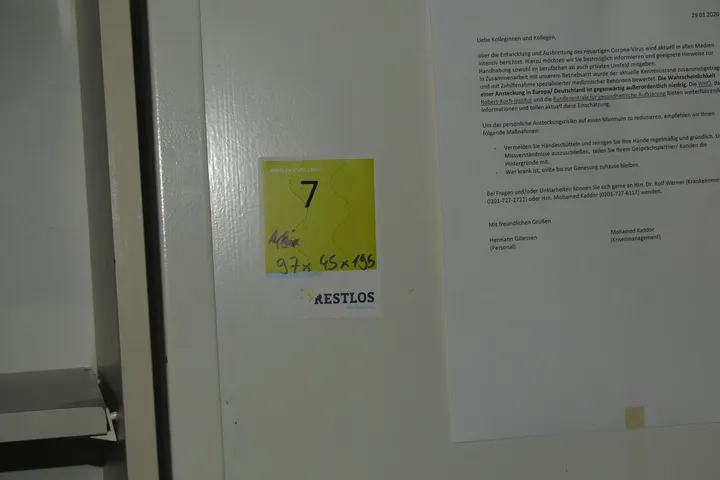 7
97 x 45 x 195
RESTLOS
29.01.2020
Liebe Kolleginnen und Kollegen,
über die Entwicklung und Ausbreitung des neuartigen Corona-Virus wird aktuell in allen Medien
intensiv berichtet. Hierzu möchten wir Sie bestmöglich informieren und geeignete Hinweise zur
Handhabung sowohl im beruflichen als auch privaten Umfeld mitgeben.
In Zusammenarbeit mit unserem Betriebsarzt wurde der aktuelle Kenntnisstand zusammengetrag
und mit Zuhilfenahme spezialisierter medizinischer Behörden bewertet. Die Wahrscheinlichkeit
einer Ansteckung in Europa/ Deutschland ist gegenwärtig außerordentlich niedrig. Die WHO, da
Robert-Koch-Institut und die Bundeszentrale für gesundheitliche Aufklärung bieten weiterführend
Informationen und teilen aktuell diese Einschätzung.
Um das persönliche Ansteckungsrisiko auf einen Minimum zu reduzieren, empfehlen wir Ihnen
folgende Maßnahmen:
- Vermeiden Sie Händeschütteln und reinigen Sie Ihre Hände regelmäßig und gründlich. U
Missverständnisse auszuschließen, teilen Sie Ihrem Gesprächspartner/ Kunden die
Hintergründe mit.
- Wer krank ist, sollte bis zur Genesung zuhause bleiben.
Bei Fragen und/oder Unklarheiten können Sie sich gerne an Hrn. Dr. Rolf Werner (Krankenomm
0201-727-2722) oder Hrn. Mohamed Kaddor (0201-727-6117) wenden.
Mit freundlichen Grüßen
Hermann Gilessen
(Personal)
Mohamed Kaddor
(Krisenmanagement)